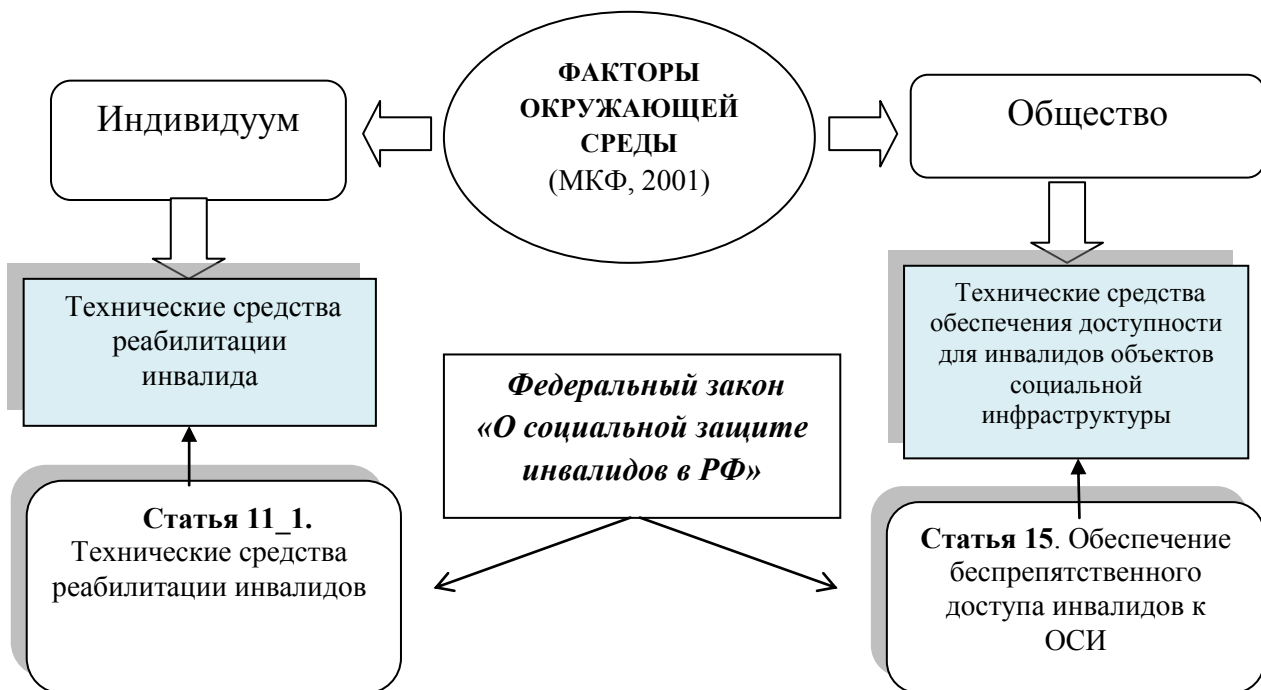 ФАКТОРЫ
ОКРУЖАЮЩЕЙ
СРЕДЫ
(МКФ, 2001)
Индивидуум
Общество
Технические средства
реабилитации
инвалида
Технические средства
обеспечения доступности
для инвалидов объектов
социальной
инфраструктуры
Федеральный закон
«О социальной защите
инвалидов в РФ»
Статья 11_1.
Технические средства
реабилитации инвалидов
Статья 15. Обеспечение
беспрепятственного
доступа инвалидов к
ОСИ